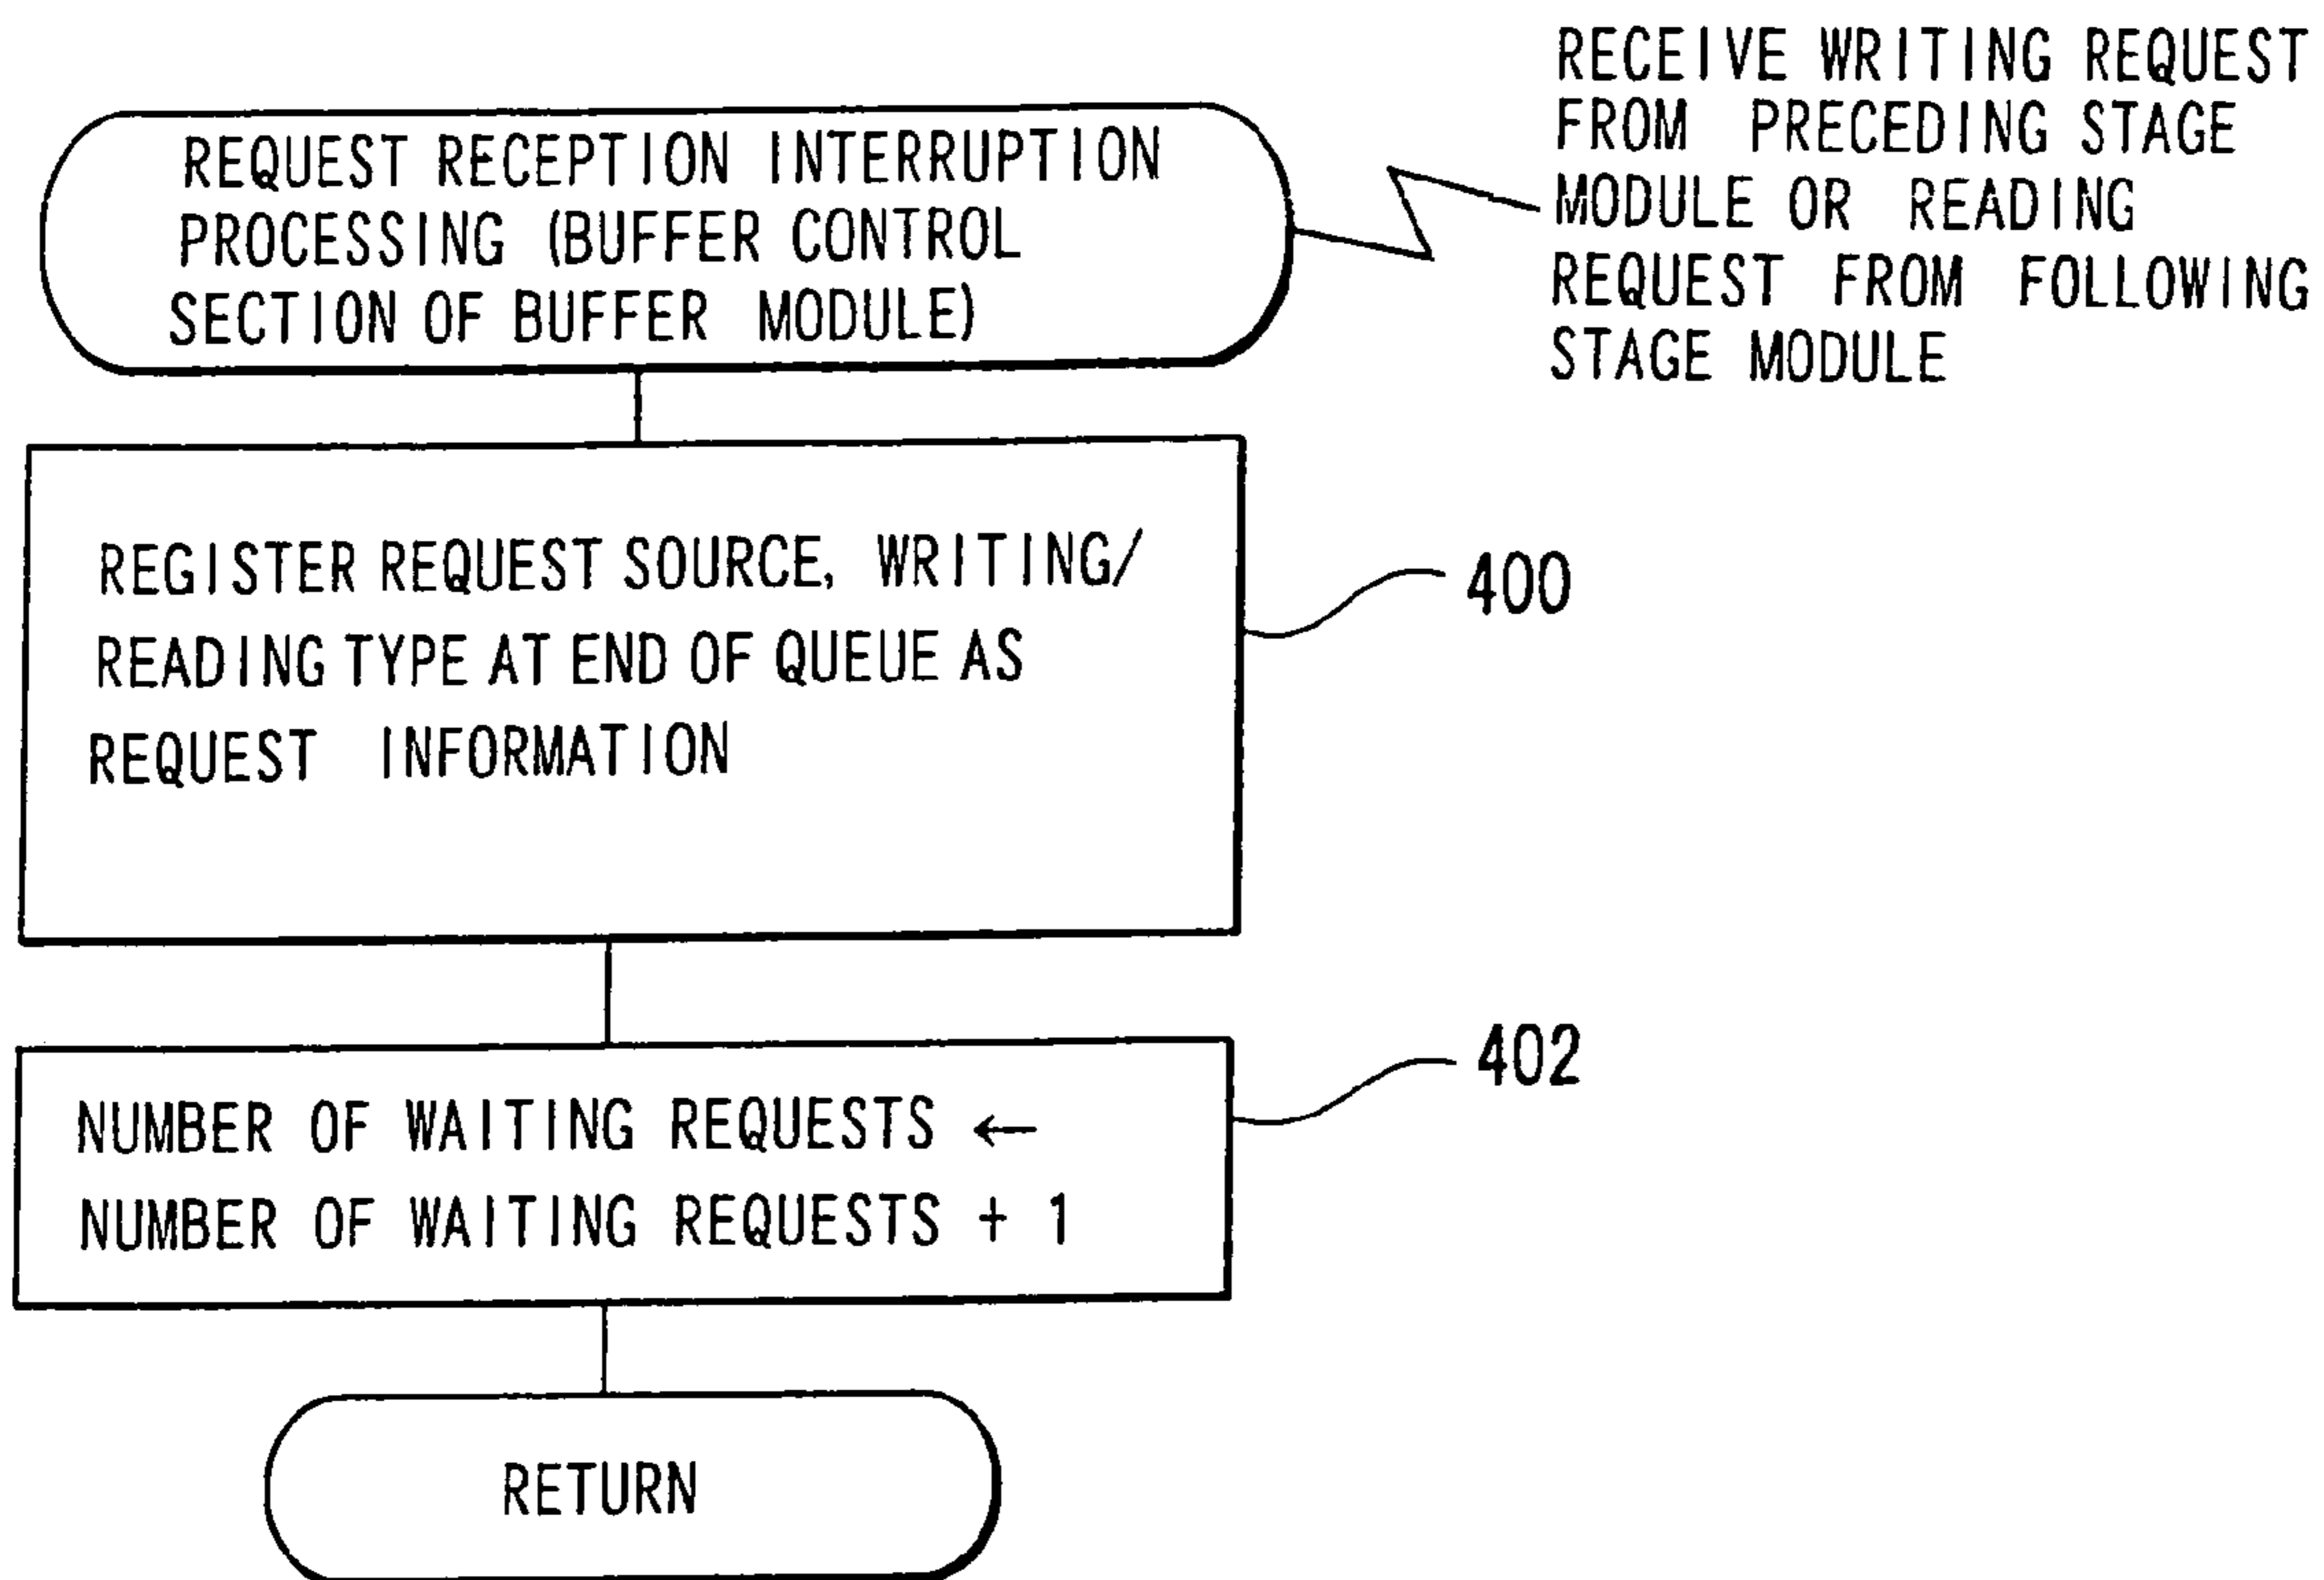 RECEIVE WRITING REQUEST
FROM PRECEDING STAGE
MODULE OR READING
REQUEST FROM FOLLOWING
STAGE MODULE
REQUEST RECEPTION INTERRUPTION
PROCESSING (BUFFER CONTROL
SECTION OF BUFFER MODULE)
REGISTER REQUEST SOURCE, WRITING/
READING TYPE AT END OF QUEUE AS
REQUEST INFORMATION
400
NUMBER OF WAITING REQUESTS ←
NUMBER OF WAITING REQUESTS + 1
402
RETURN